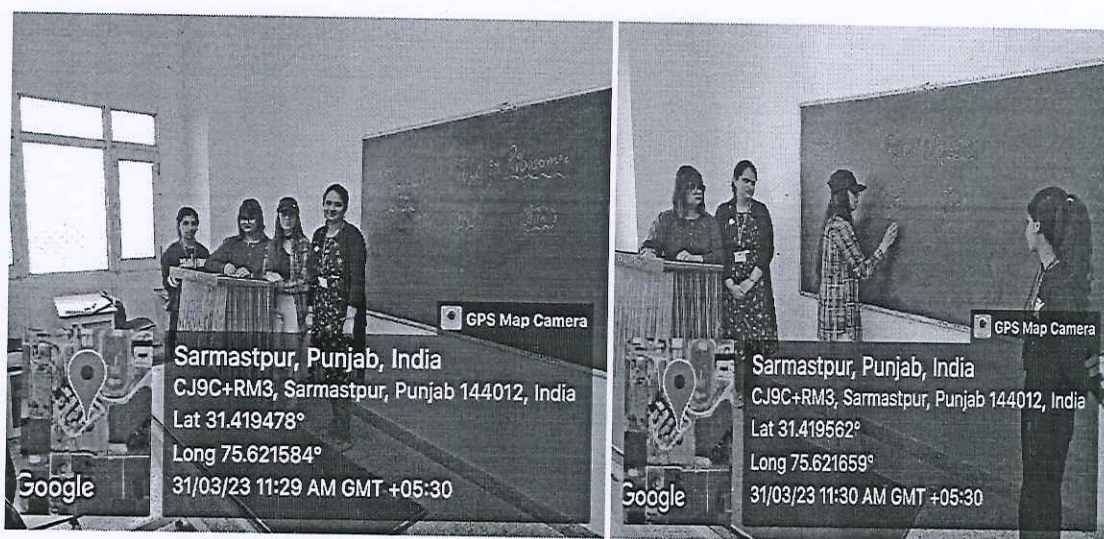 GPS Map Camera
Sarmastpur, Punjab, India
CJ9C+RM3, Sarmastpur, Punjab 144012, India
Lat 31.419478°
Long 75.621584°
31/03/23 11:29 AM GMT +05:30
Google
GPS Map Camera
Sarmastpur, Punjab, India
CJ9C+RM3, Sarmastpur, Punjab 144012, India
Lat 31.419562°
Long 75.621659°
31/03/23 11:30 AM GMT +05:30
Google